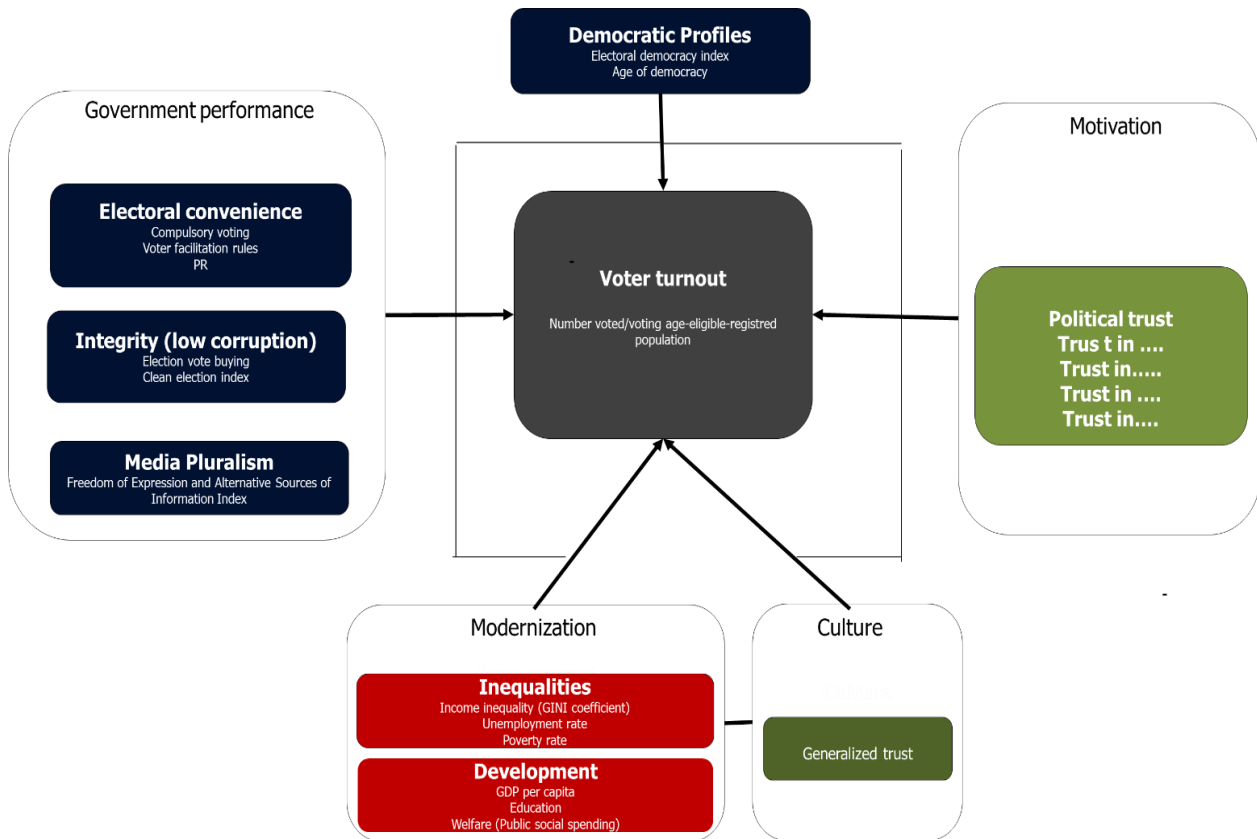 Democratic Profiles
Electoral democracy index
Age of democracy
Government performance
Electoral convenience
Compulsory voting
Voter facilitation rules
PR
Integrity (low corruption)
Election vote buying
Clean election index
Media Pluralism
Freedom of Expression and Alternative Sources of
Information Index
-
Voter turnout
Number voted/voting age-eligible-registred
population
Motivation
Political trust
Trus t in ....
Trust in.....
Trust in ....
Trust in....
-
Modernization
Inequalities
Income inequality (GINI coefficient)
Unemployment rate
Poverty rate
Development
GDP per capita
Education
Welfare (Public social spending)
Culture
Generalized trust